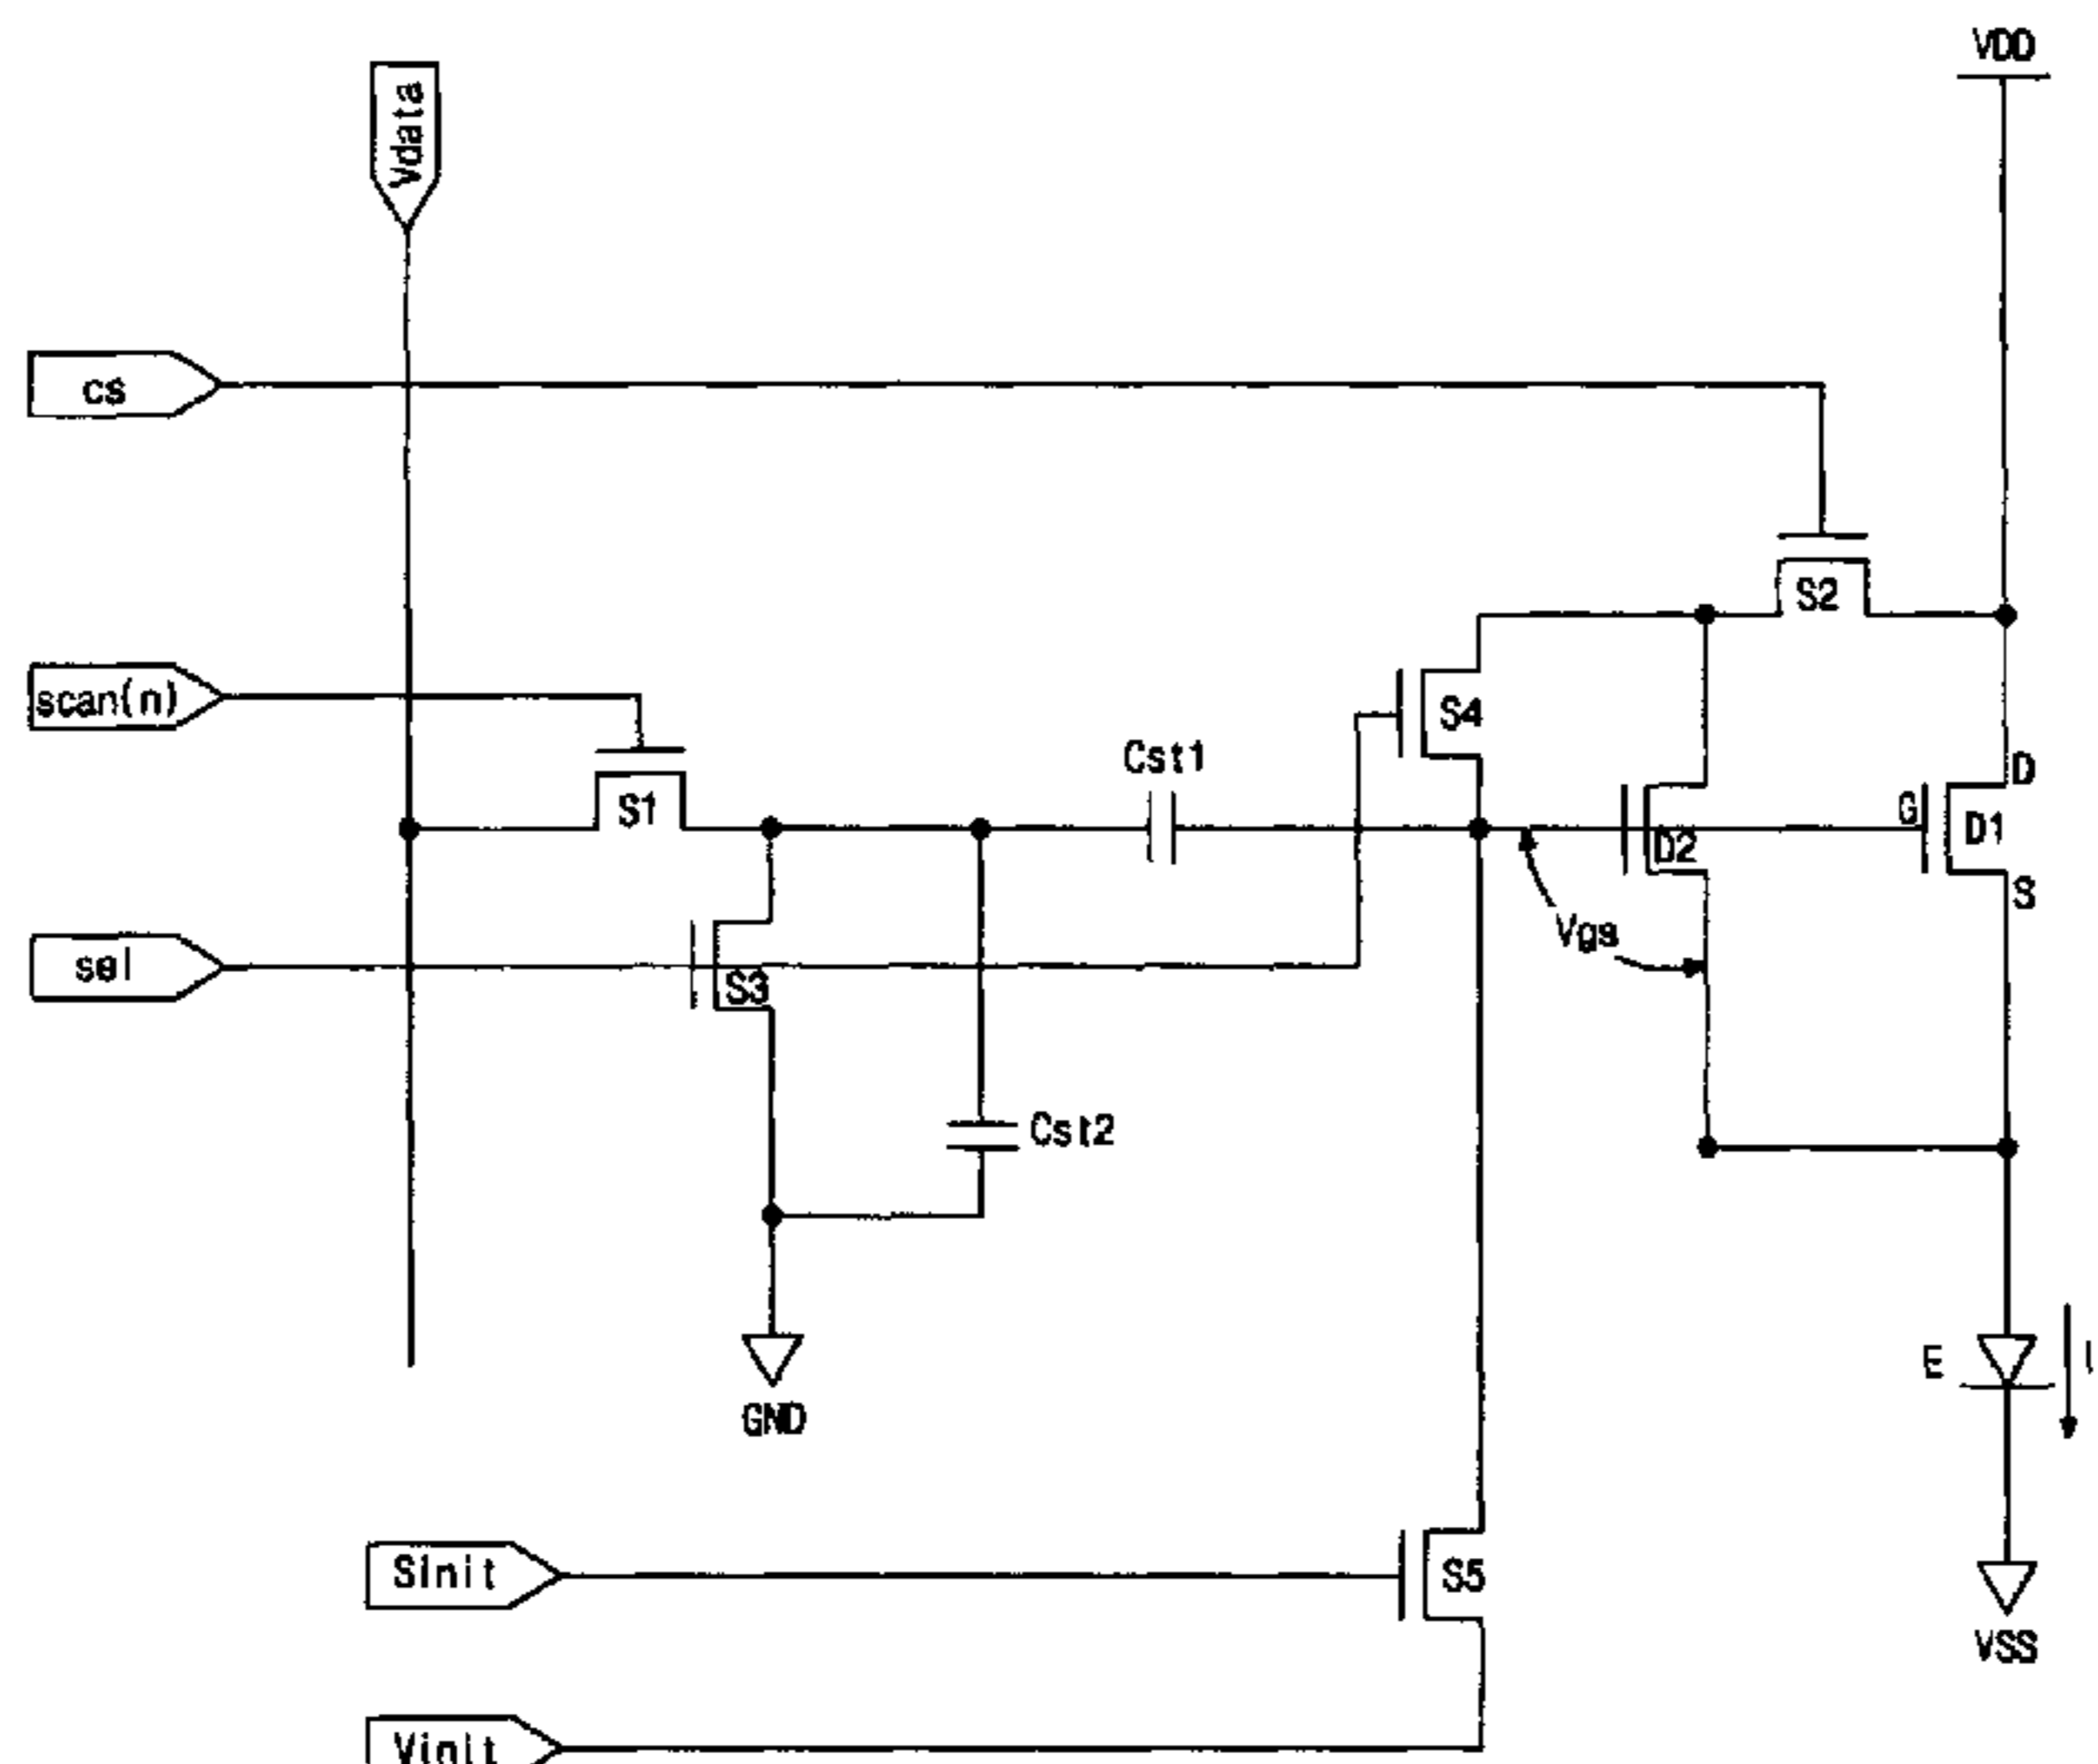 VDD
Vdata
cs
S2
scan(n)
S4
Cst1
D
S1
G
D1
D2
S
Vgs
sel
S3
Cst2
E
I
GND
Sinit
S5
VSS
Vinit